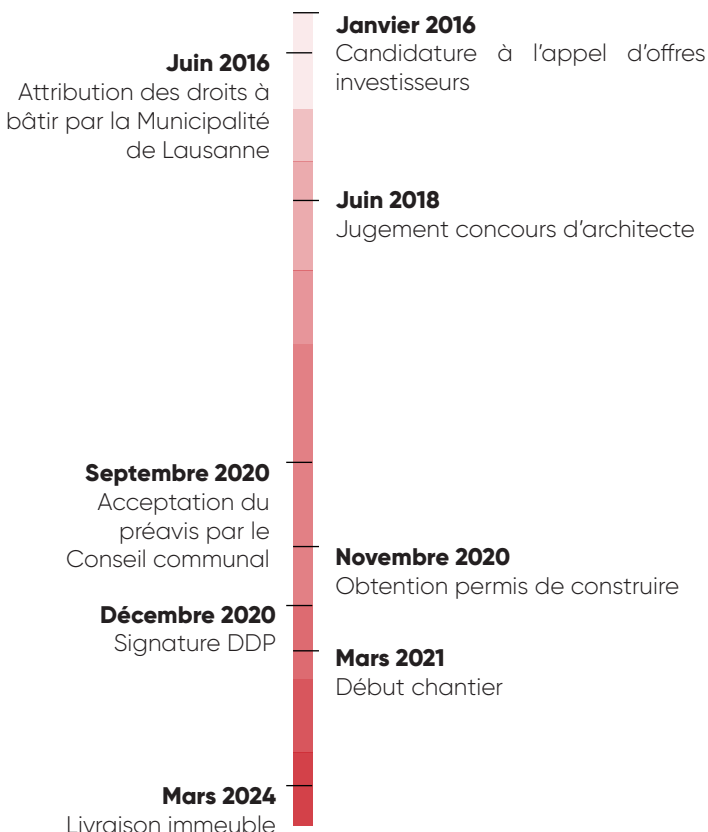 Janvier 2016
Candidature à l'appel d'offres
investisseurs
Juin 2016
Attribution des droits à
bâtir par la Municipalité
de Lausanne
Juin 2018
Jugement concours d'architecte
Septembre 2020
Acceptation du
préavis par le
Conseil communal
Novembre 2020
Obtention permis de construire
Décembre 2020
Signature DDP
Mars 2021
Début chantier
Mars 2024
Livraison immeuble